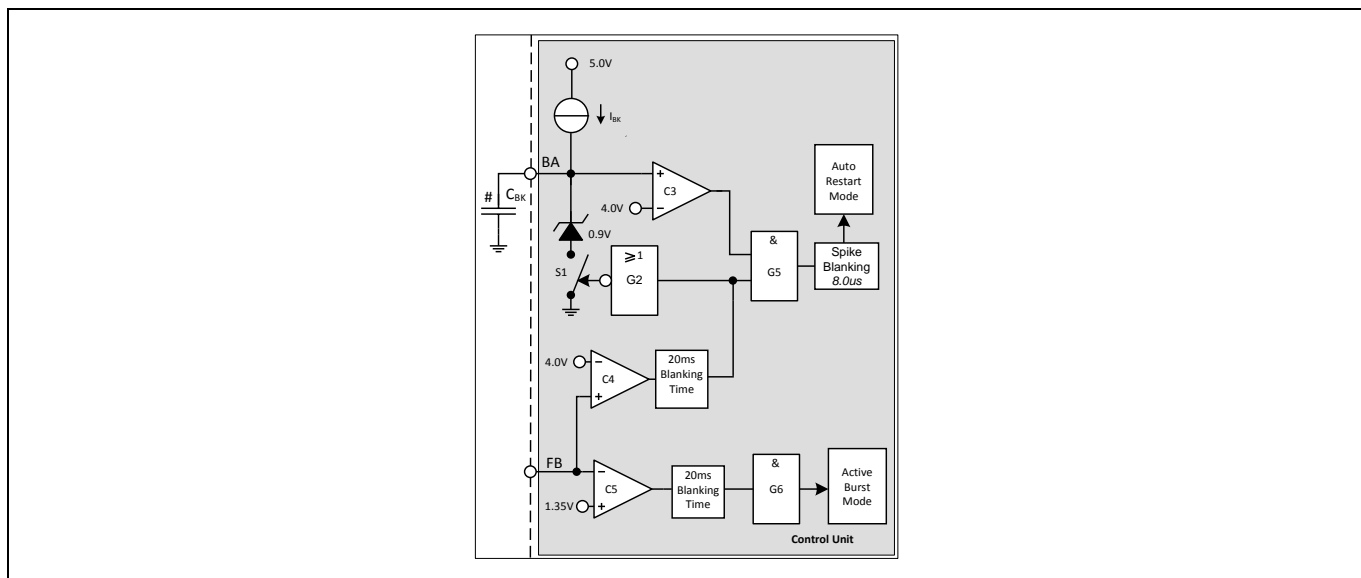 5.0V
I_BK
BA
# C_BK
+
C3
4.0V
−
0.9V
Auto
Restart
Mode
S1
≥1
G2
&
G5
Spike
Blanking
8.0us
4.0V
−
C4
+
20ms
Blanking
Time
FB
−
C5
1.35V
+
20ms
Blanking
Time
&
G6
Active
Burst
Mode
Control Unit